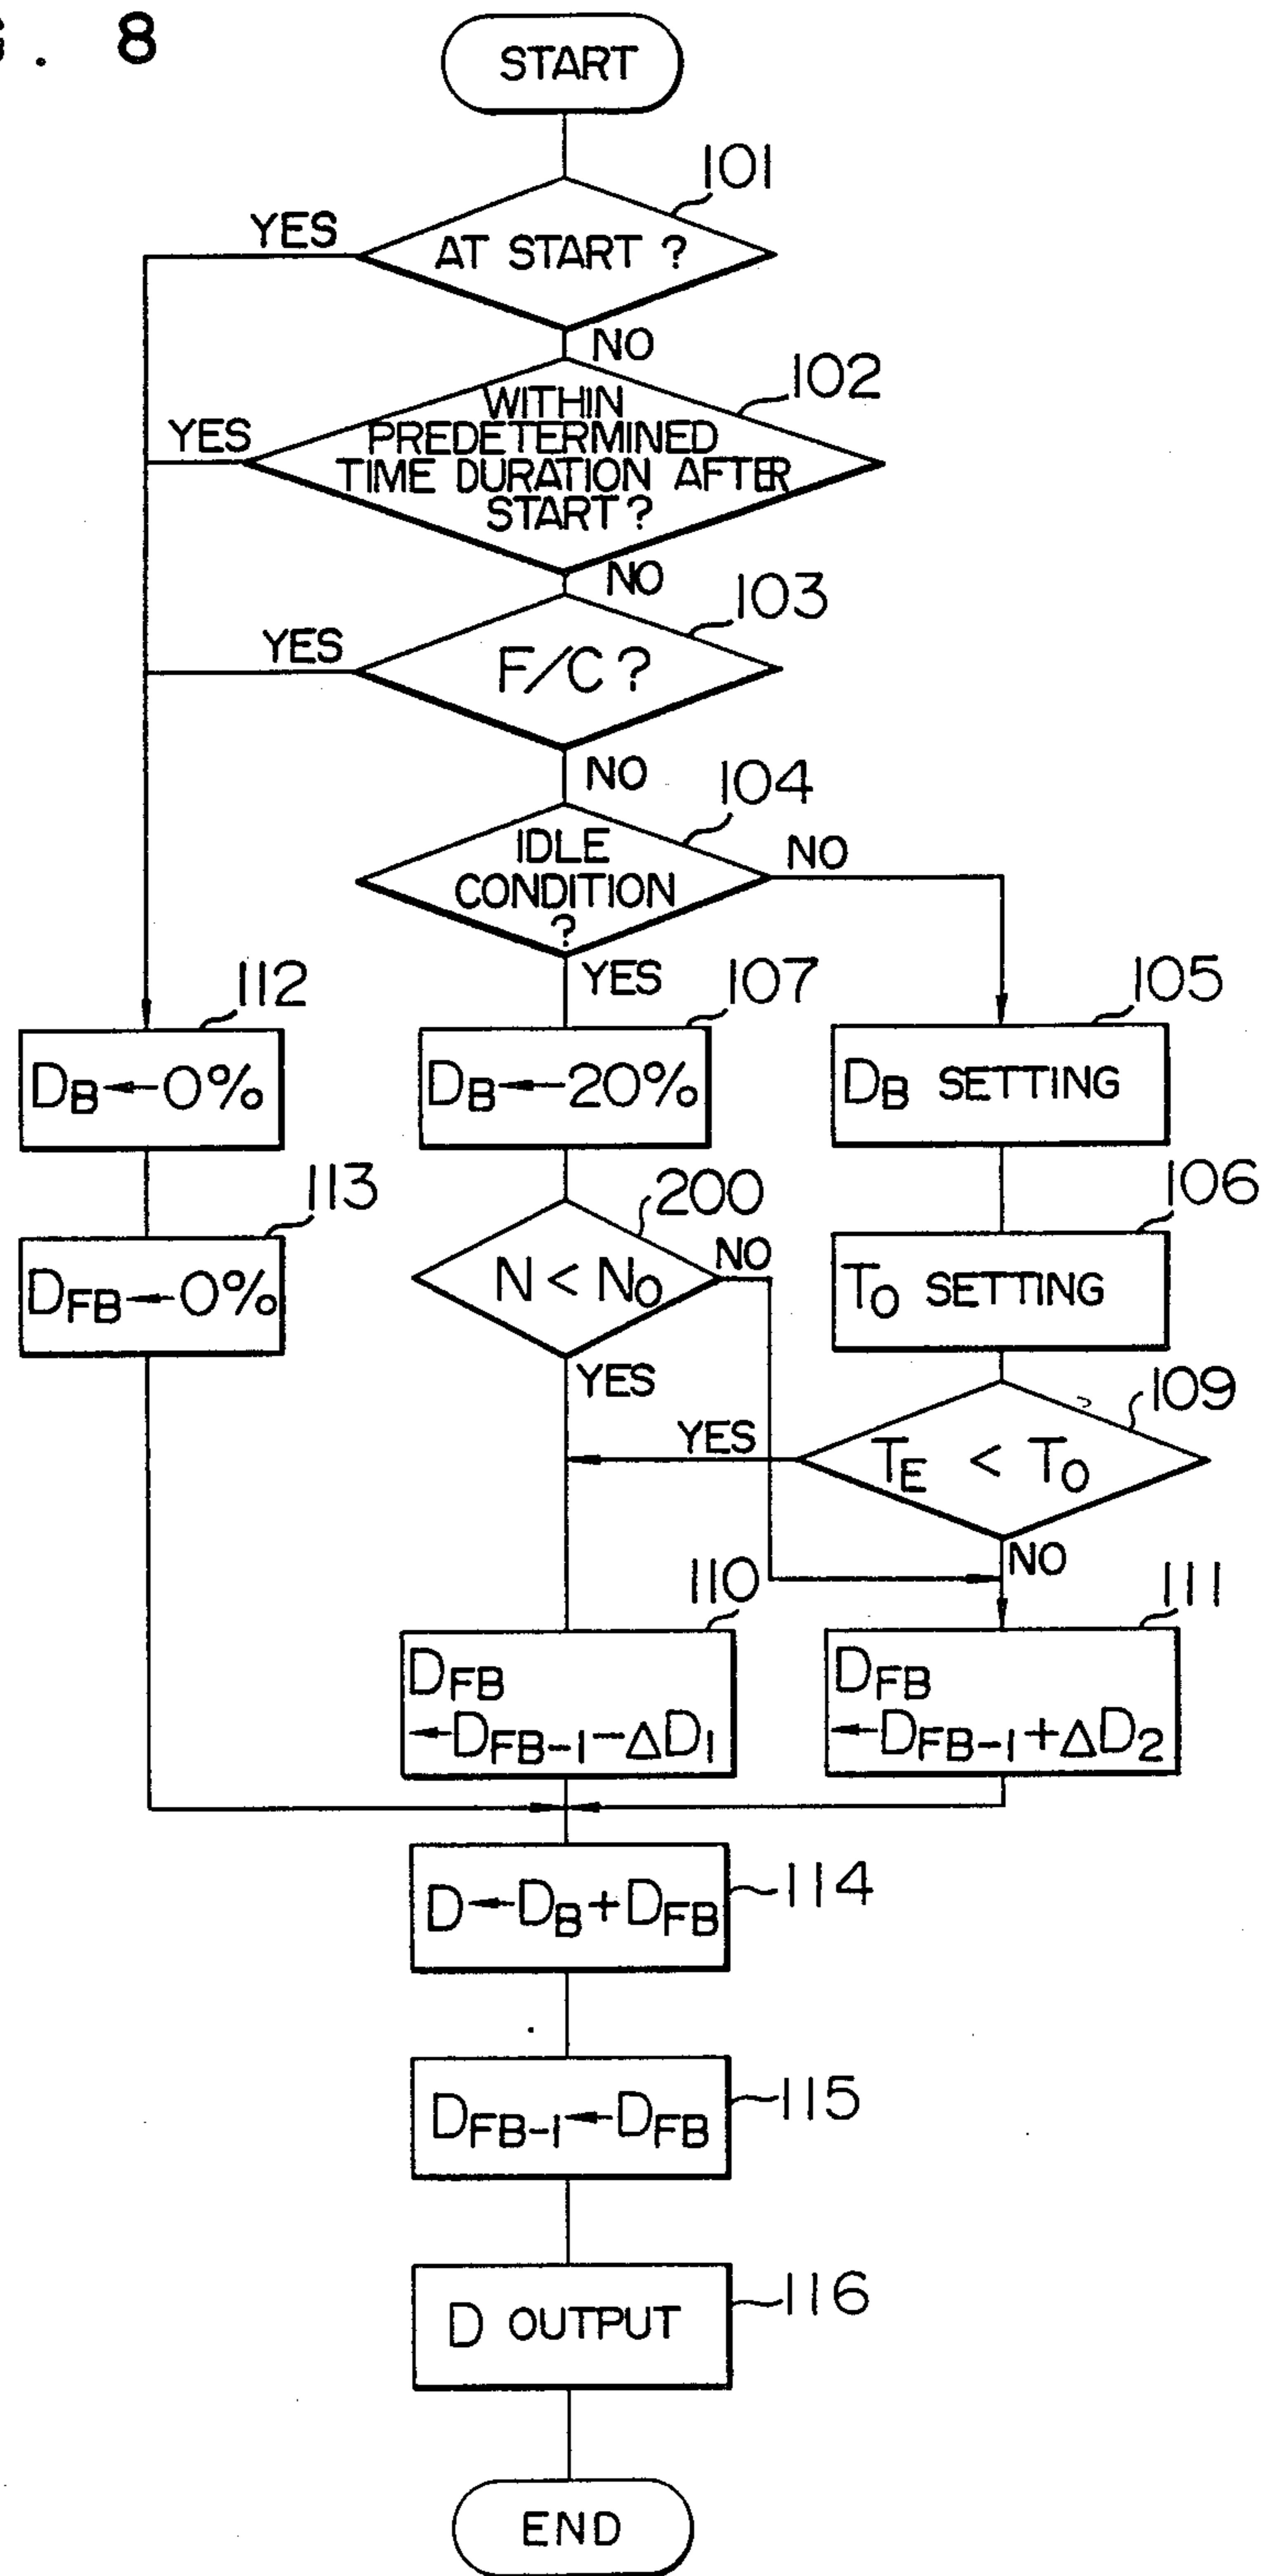 . 8
START
101
YES
AT START ?
NO
102
WITHIN
PREDETERMINED
TIME DURATION AFTER
START ?
YES
NO
103
YES
F/C ?
NO
104
IDLE
CONDITION
?
NO
YES
112
107
105
DB ← 0%
DB ← 20%
DB SETTING
113
200
106
DFB ← 0%
N < NO
NO
TO SETTING
YES
109
YES
TE < TO
NO
110
111
DFB
← DFB-1 − ΔD1
DFB
← DFB-1 + ΔD2
D ← DB + DFB
114
DFB-1 ← DFB
115
D OUTPUT
116
END